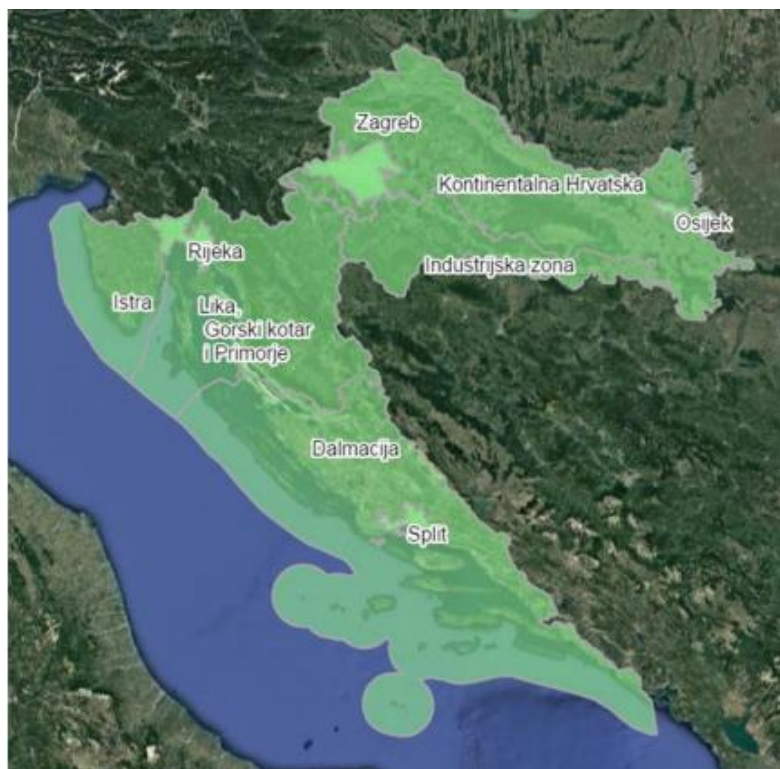 Zagreb
Kontinentalna Hrvatska
Osijek
Rijeka
Industrijska zona
Istra
Lika,
Gorski kotar
i Primorje
Dalmacija
Split